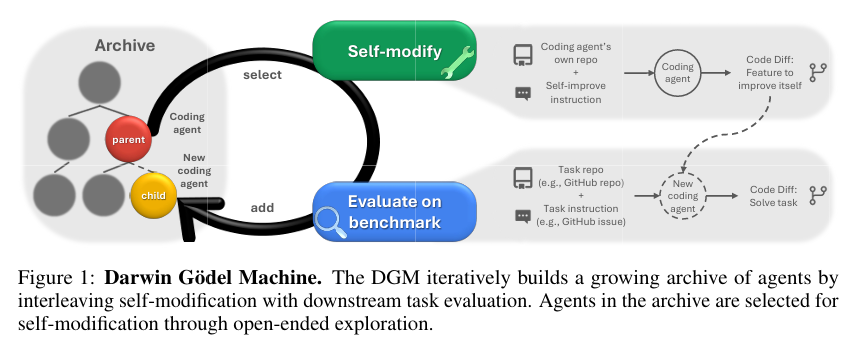 Archive
parent
child
Coding
agent
New
coding
agent
select
add
Self-modify
Evaluate on
benchmark
Coding agent's
own repo
+
Self-improve
instruction
Coding
agent
Code Diff:
Feature to
improve itself
Task repo
(e.g., GitHub repo)
+
Task instruction
(e.g., GitHub issue)
New
coding
agent
Code Diff:
Solve task
Figure 1: Darwin Gödel Machine. The DGM iteratively builds a growing archive of agents by
interleaving self-modification with downstream task evaluation. Agents in the archive are selected for
self-modification through open-ended exploration.